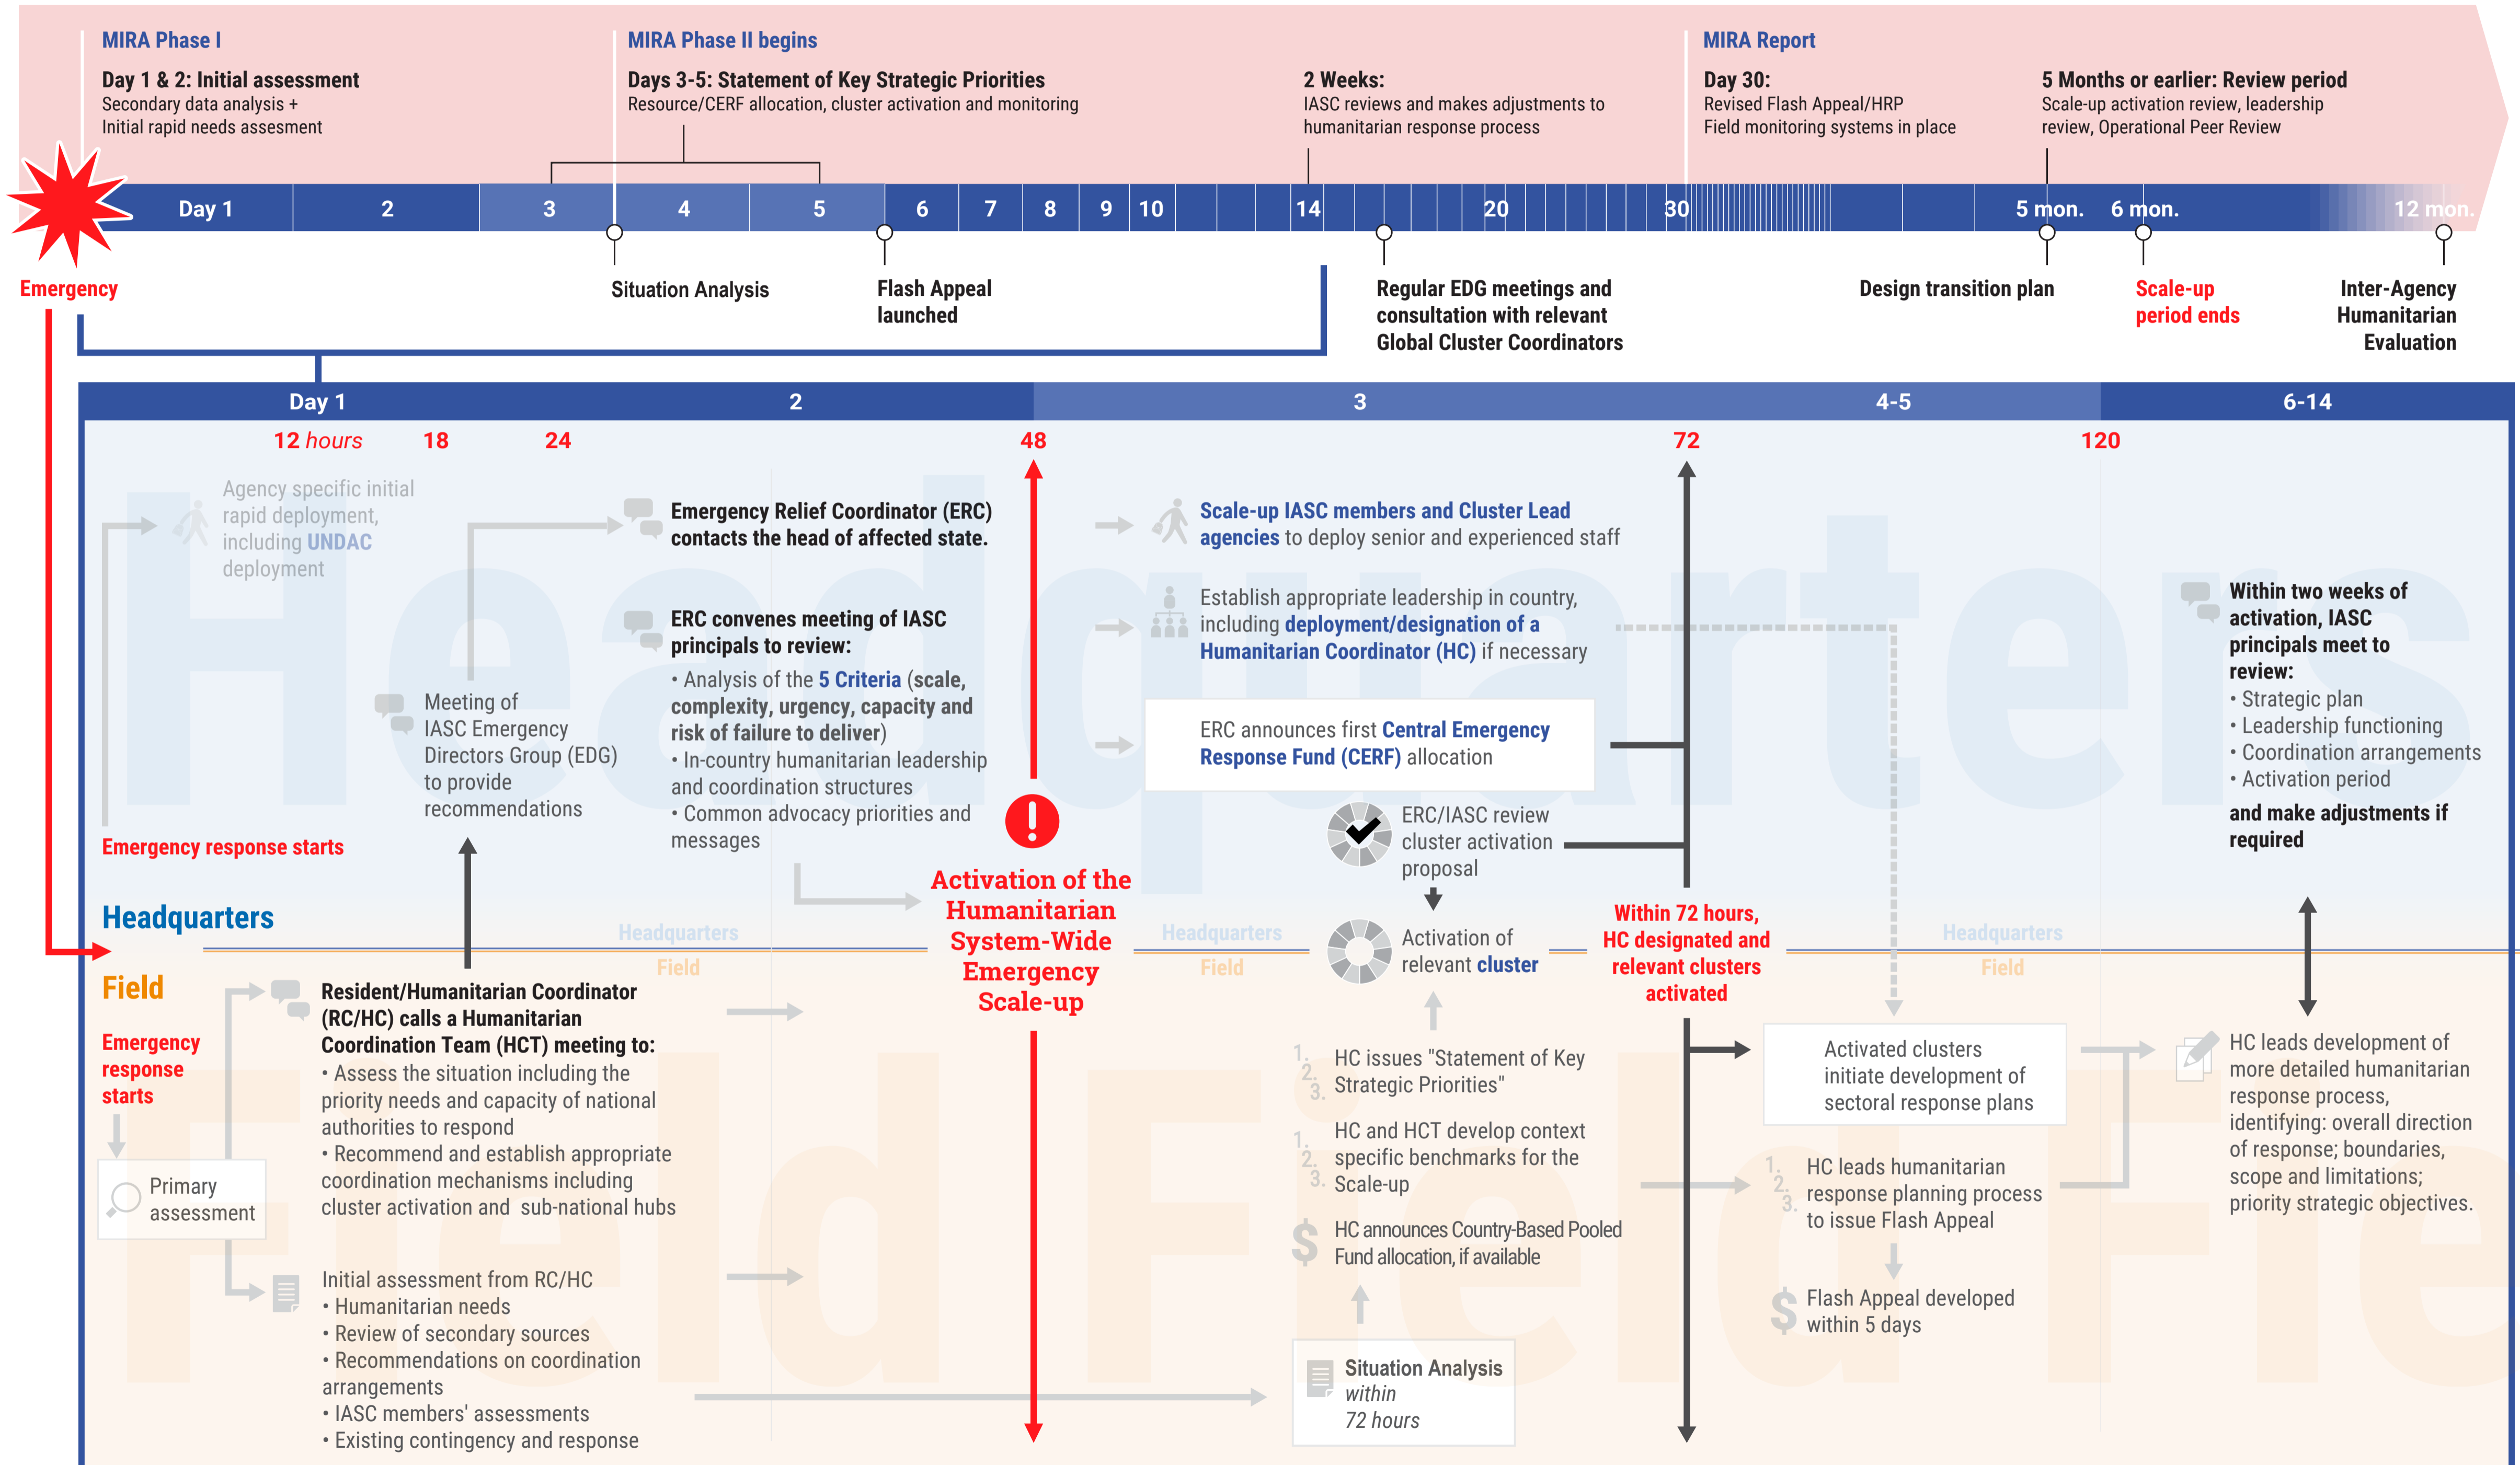 MIRA Phase I
Day 1 & 2: Initial assessment
Secondary data analysis +
Initial rapid needs assesment
MIRA Phase II begins
Days 3-5: Statement of Key Strategic Priorities
Resource/CERF allocation, cluster activation and monitoring
2 Weeks:
IASC reviews and makes adjustments to
humanitarian response process
MIRA Report
Day 30:
Revised Flash Appeal/HRP
Field monitoring systems in place
5 Months or earlier: Review period
Scale-up activation review, leadership
review, Operational Peer Review
Day 1 2 3 4 5 6 7 8 9 10 14 20 30 5 mon. 6 mon. 12 mon.
Emergency
Situation Analysis
Flash Appeal
launched
Regular EDG meetings and
consultation with relevant
Global Cluster Coordinators
Design transition plan
Scale-up
period ends
Inter-Agency
Humanitarian
Evaluation
Day 1 2 3 4-5 6-14
12 hours 18 24 48 72 120
Headquarters
Agency specific initial
rapid deployment,
including UNDAC
deployment
Emergency response starts
Meeting of
IASC Emergency
Directors Group (EDG)
to provide
recommendations
Emergency Relief Coordinator (ERC)
contacts the head of affected state.
ERC convenes meeting of IASC
principals to review:
• Analysis of the 5 Criteria (scale,
complexity, urgency, capacity and
risk of failure to deliver)
• In-country humanitarian leadership
and coordination structures
• Common advocacy priorities and
messages
Activation of the
Humanitarian
System-Wide
Emergency
Scale-up
Scale-up IASC members and Cluster Lead
agencies to deploy senior and experienced staff
Establish appropriate leadership in country,
including deployment/designation of a
Humanitarian Coordinator (HC) if necessary
ERC announces first Central Emergency
Response Fund (CERF) allocation
ERC/IASC review
cluster activation
proposal
Activation of
relevant cluster
Within 72 hours,
HC designated and
relevant clusters
activated
Within two weeks of
activation, IASC
principals meet to
review:
• Strategic plan
• Leadership functioning
• Coordination arrangements
• Activation period
and make adjustments if
required
Headquarters
Headquarters
Headquarters
Headquarters
Field
Field
Field
Field
Field Field Fie
Emergency
response
starts
Primary
assessment
Resident/Humanitarian Coordinator
(RC/HC) calls a Humanitarian
Coordination Team (HCT) meeting to:
• Assess the situation including the
priority needs and capacity of national
authorities to respond
• Recommend and establish appropriate
coordination mechanisms including
cluster activation and sub-national hubs
Initial assessment from RC/HC
• Humanitarian needs
• Review of secondary sources
• Recommendations on coordination
arrangements
• IASC members' assessments
• Existing contingency and response
1.
2.
3.
HC issues "Statement of Key
Strategic Priorities"
1.
2.
3.
HC and HCT develop context
specific benchmarks for the
Scale-up
$
HC announces Country-Based Pooled
Fund allocation, if available
Situation Analysis
within
72 hours
Activated clusters
initiate development of
sectoral response plans
1.
2.
3.
HC leads humanitarian
response planning process
to issue Flash Appeal
$
Flash Appeal developed
within 5 days
HC leads development of
more detailed humanitarian
response process,
identifying: overall direction
of response; boundaries,
scope and limitations;
priority strategic objectives.